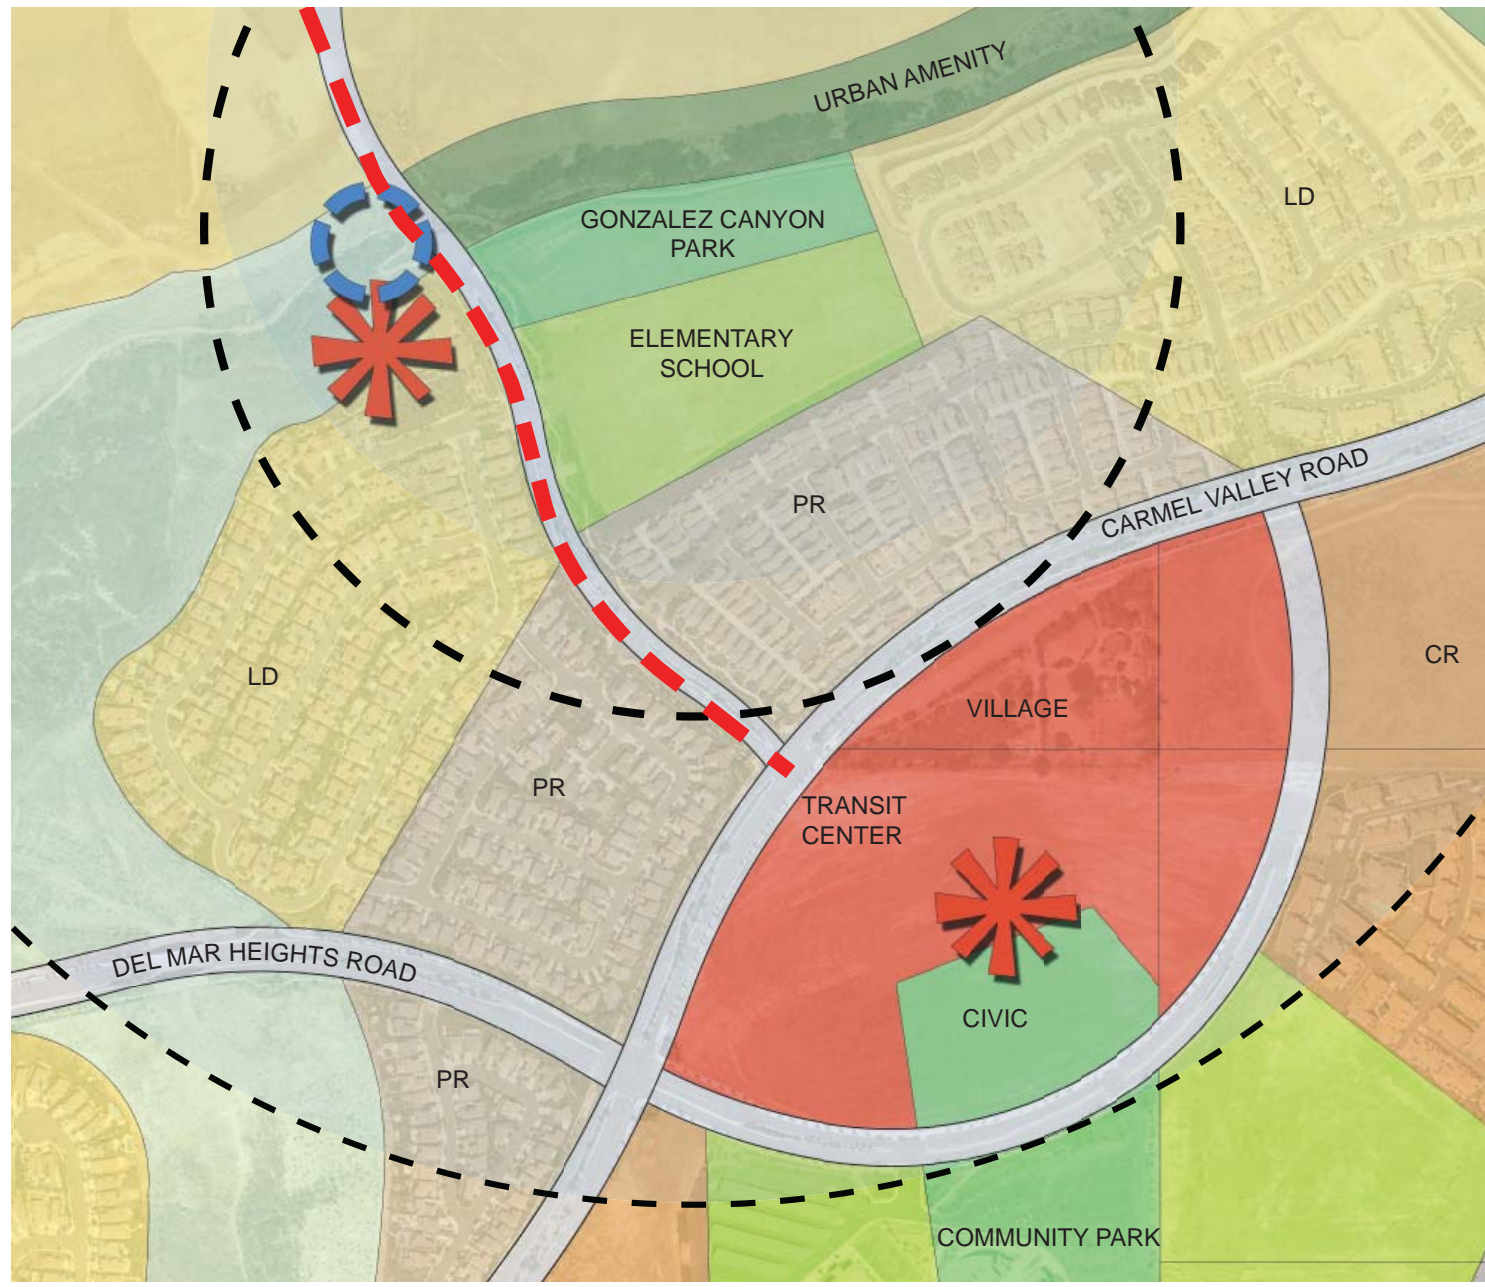 URBAN AMENITY
LD
GONZALEZ CANYON
PARK
ELEMENTARY
SCHOOL
CARMEL VALLEY ROAD
PR
CR
LD
VILLAGE
PR
TRANSIT
CENTER
DEL MAR HEIGHTS ROAD
CIVIC
PR
COMMUNITY PARK